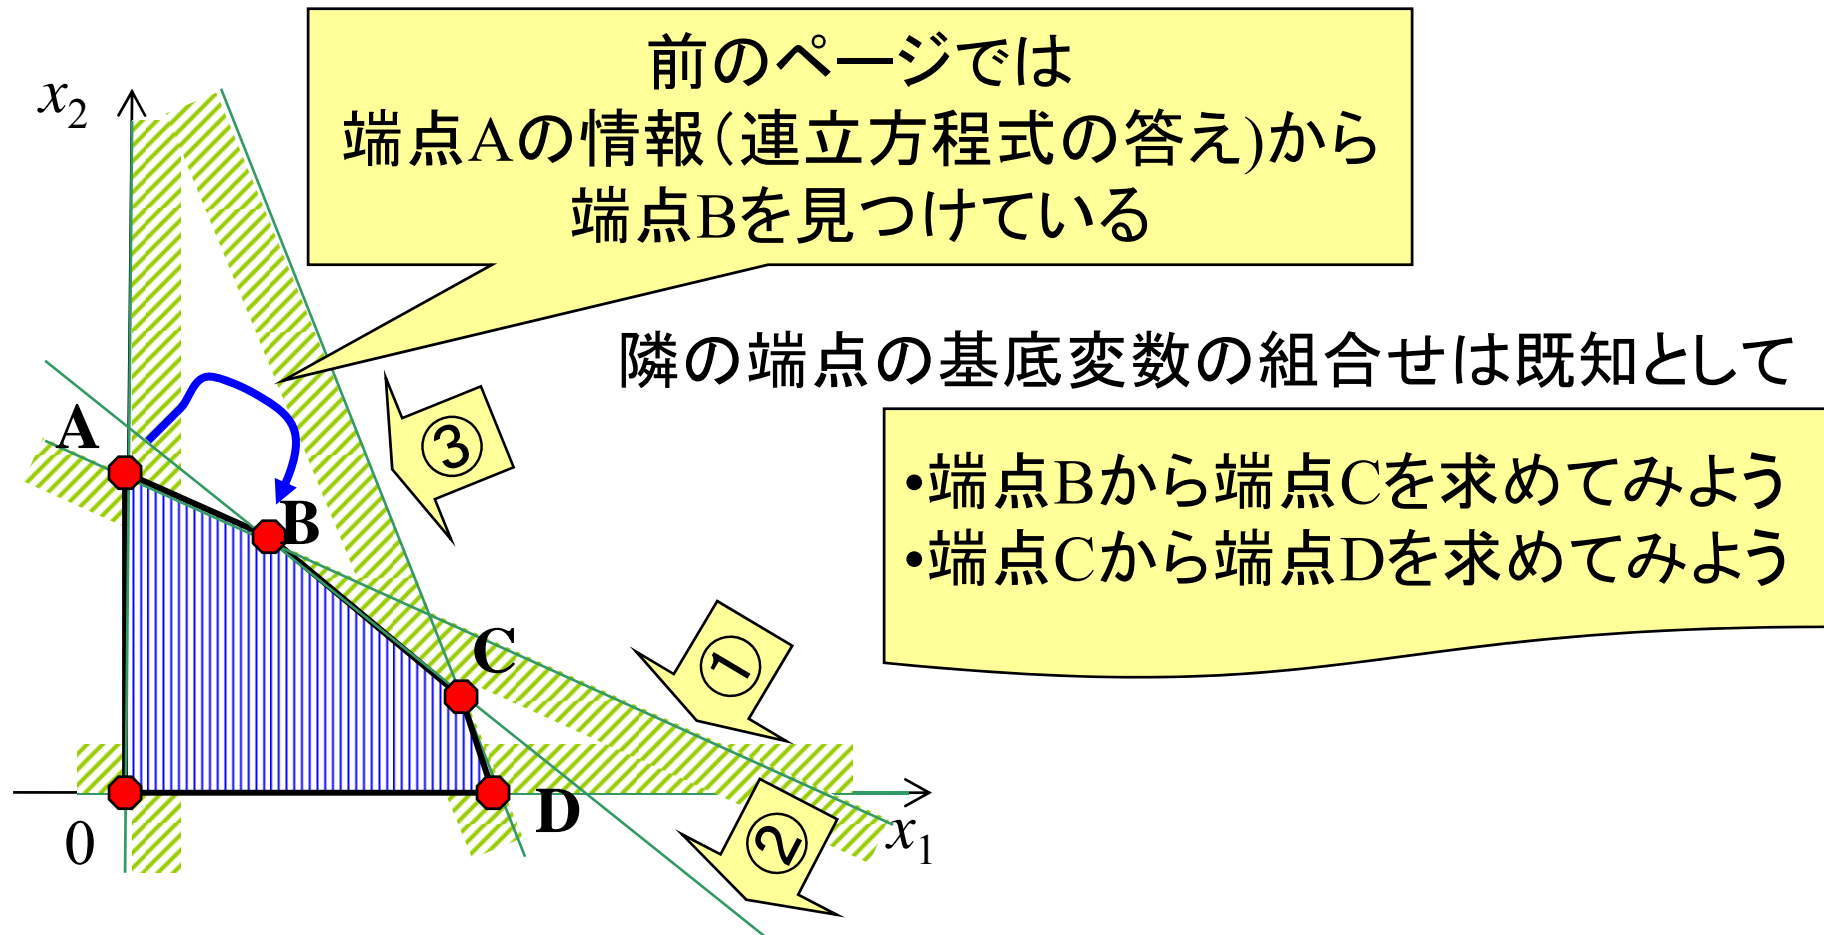 前のページでは
端点Aの情報（連立方程式の答え)から
端点Bを見つけている
x2
隣の端点の基底変数の組合せは既知として
A
③
•端点Bから端点Cを求めてみよう
•端点Cから端点Dを求めてみよう
B
C
①
D
②
0
x1